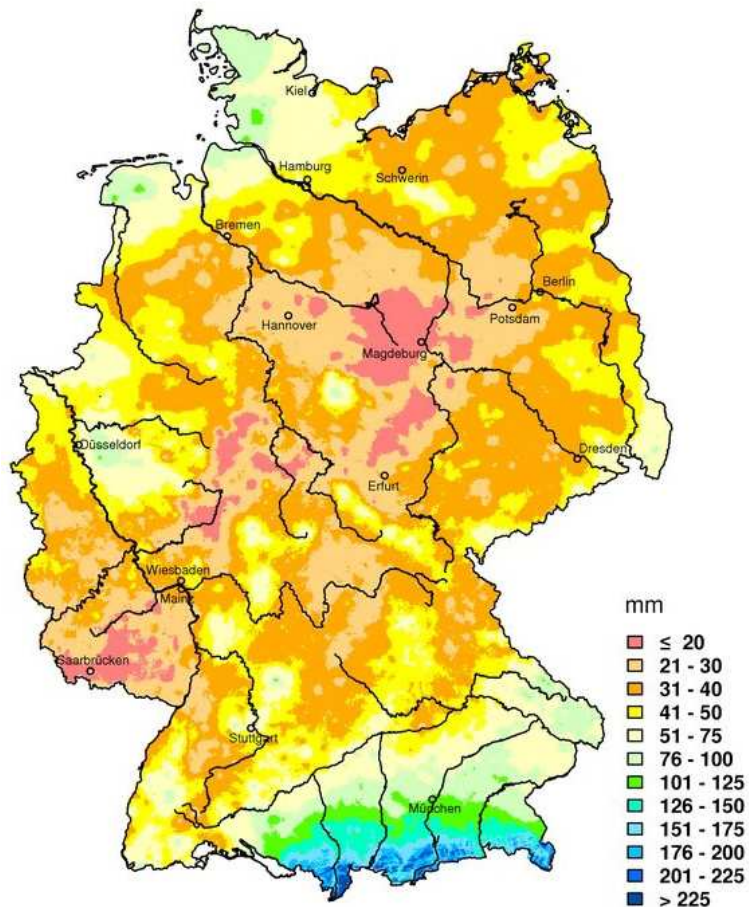 Kiel
Hamburg
Schwerin
Bremen
Berlin
Hannover
Potsdam
Magdeburg
Düsseldorf
Dresden
Erfurt
Wiesbaden
Mainz
Saarbrücken
Stuttgart
München
mm
≤ 20
21 - 30
31 - 40
41 - 50
51 - 75
76 - 100
101 - 125
126 - 150
151 - 175
176 - 200
201 - 225
> 225